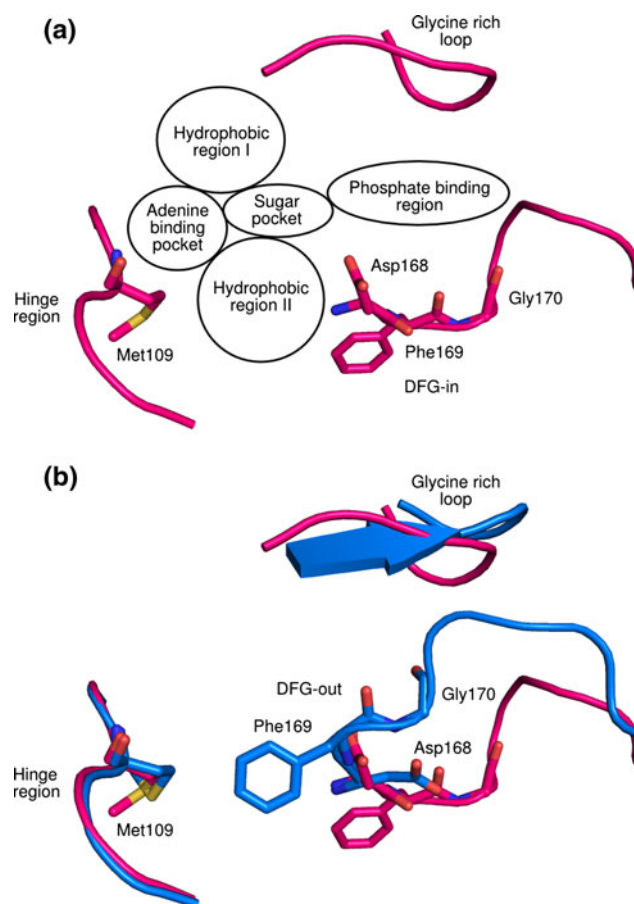 (a)
Glycine rich
loop
Hydrophobic
region I
Phosphate binding
region
Sugar
pocket
Adenine
binding
pocket
Asp168
Hydrophobic
region II
Gly170
Hinge
region
Met109
Phe169
DFG-in
(b)
Glycine rich
loop
DFG-out
Gly170
Phe169
Asp168
Hinge
region
Met109